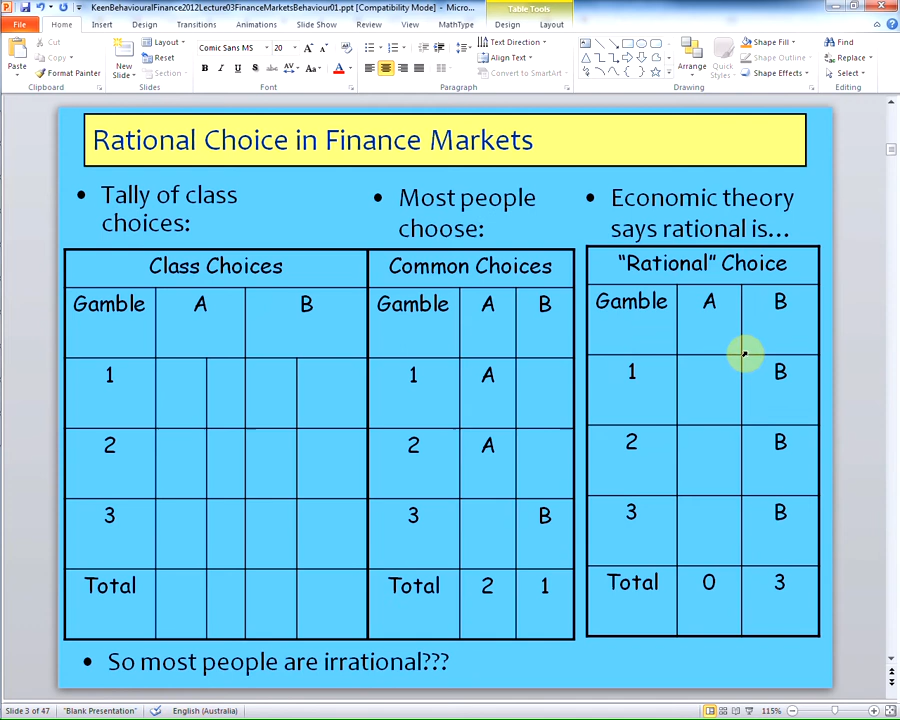 KeenBehaviouralFinance2012Lecture03FinanceMarketsBehaviour01.ppt [Compatibility Mode] - Micro...
Table Tools
File Home Insert Transitions Animations Slide Show Review View MathType Design Layout
Cut
Copy
Format Painter
Paste
Clipboard
New Slide
Layout
Reset
Section
Slides
Comic Sans MS 20
B I U S abc AV Aa A
Font
Text Direction
Align Text
Convert to SmartArt
Paragraph
Arrange
Quick Styles
Shape Fill
Shape Outline
Shape Effects
Drawing
Find
Replace
Select
Editing
Rational Choice in Finance Markets
• Tally of class
choices:
• Most people
choose:
• Economic theory
says rational is...
Class Choices
Gamble A B
1
2
3
Total
Common Choices
Gamble A B
1 A
2 A
3 B
Total 2 1
"Rational" Choice
Gamble A B
1 B
2 B
3 B
Total 0 3
• So most people are irrational???
Slide 3 of 47 "Blank Presentation" English (Australia) 115%